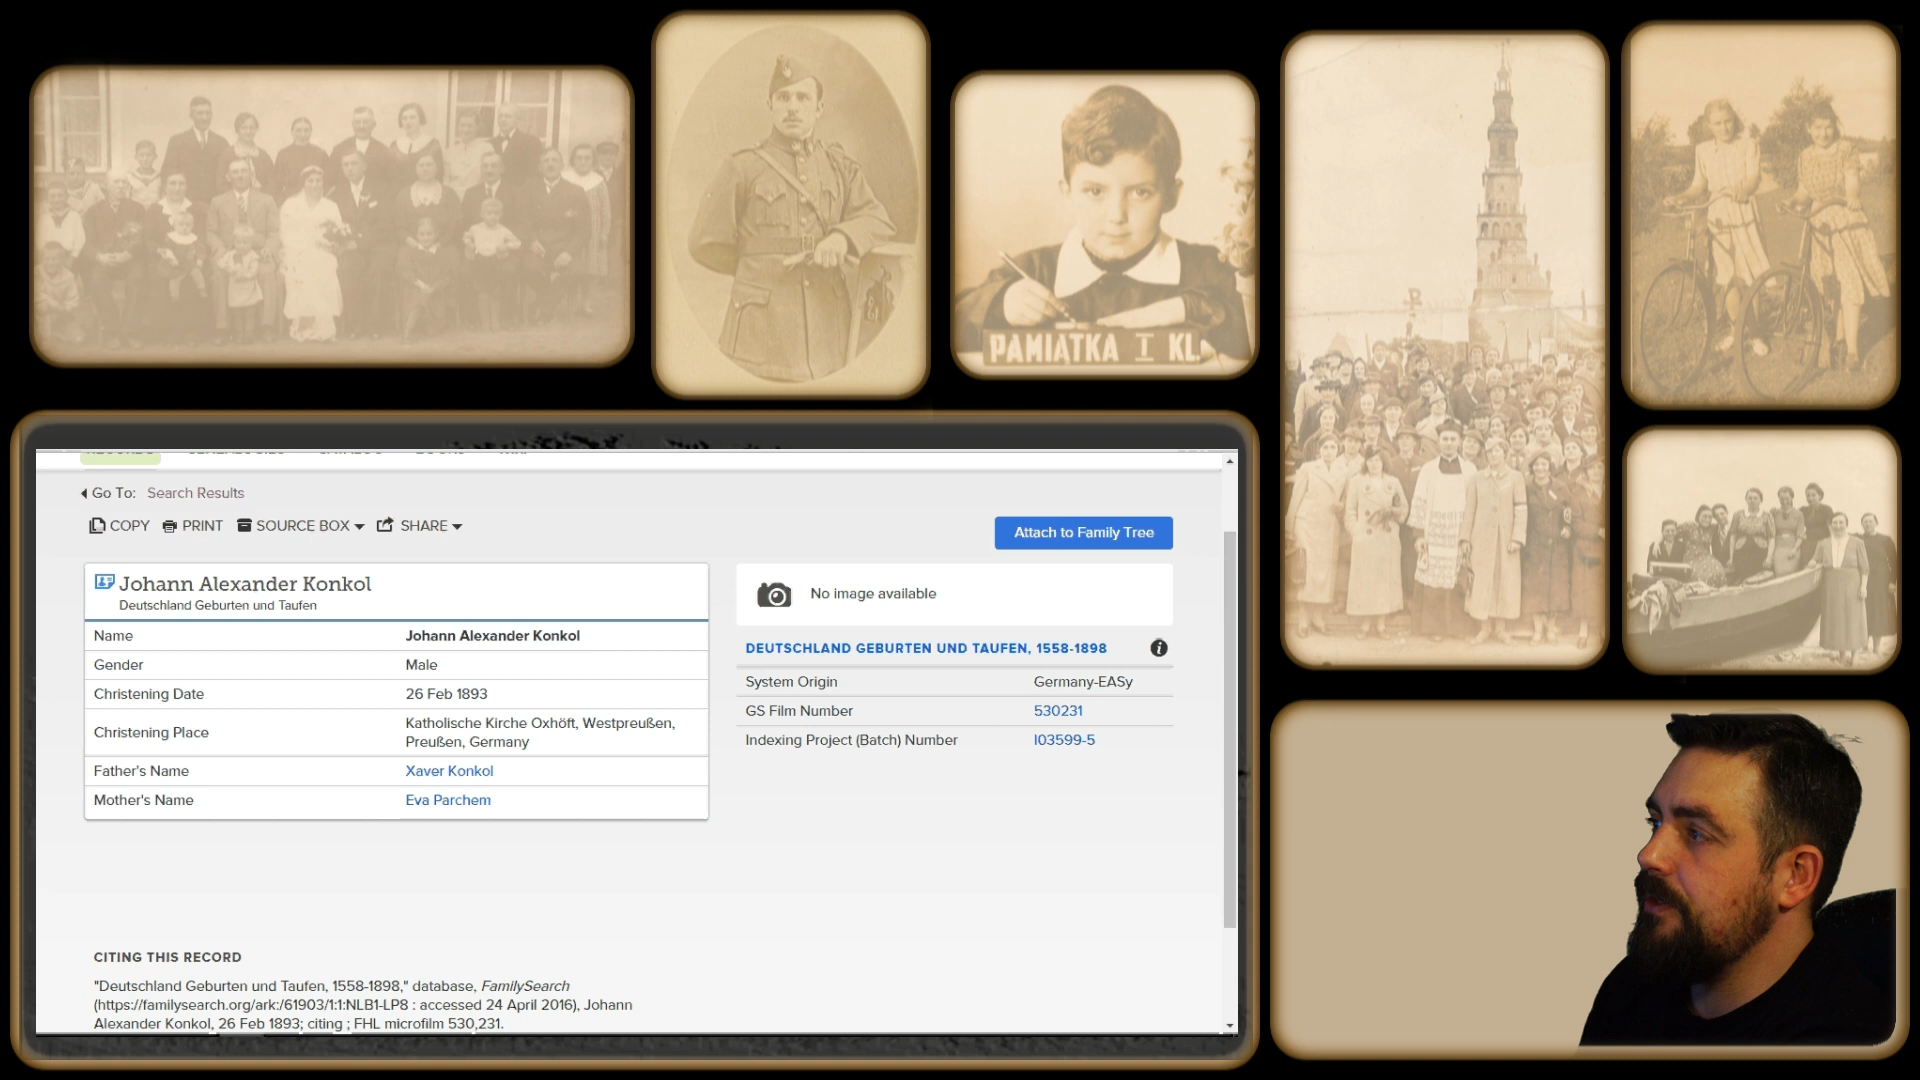 PAMIATKA I KL.
Go To: Search Results
COPY PRINT SOURCE BOX SHARE
Attach to Family Tree
Johann Alexander Konkol
Deutschland Geburten und Taufen
Name Johann Alexander Konkol
Gender Male
Christening Date 26 Feb 1893
Christening Place Katholische Kirche Oxhöft, Westpreußen,
Preußen, Germany
Father's Name Xaver Konkol
Mother's Name Eva Parchem
No image available
DEUTSCHLAND GEBURTEN UND TAUFEN, 1558-1898
System Origin Germany-EASy
GS Film Number 530231
Indexing Project (Batch) Number I03599-5
CITING THIS RECORD
"Deutschland Geburten und Taufen, 1558-1898," database, FamilySearch
(https://familysearch.org/ark:/61903/1:1:NLB1-LP8 : accessed 24 April 2016), Johann
Alexander Konkol, 26 Feb 1893; citing ; FHL microfilm 530,231.